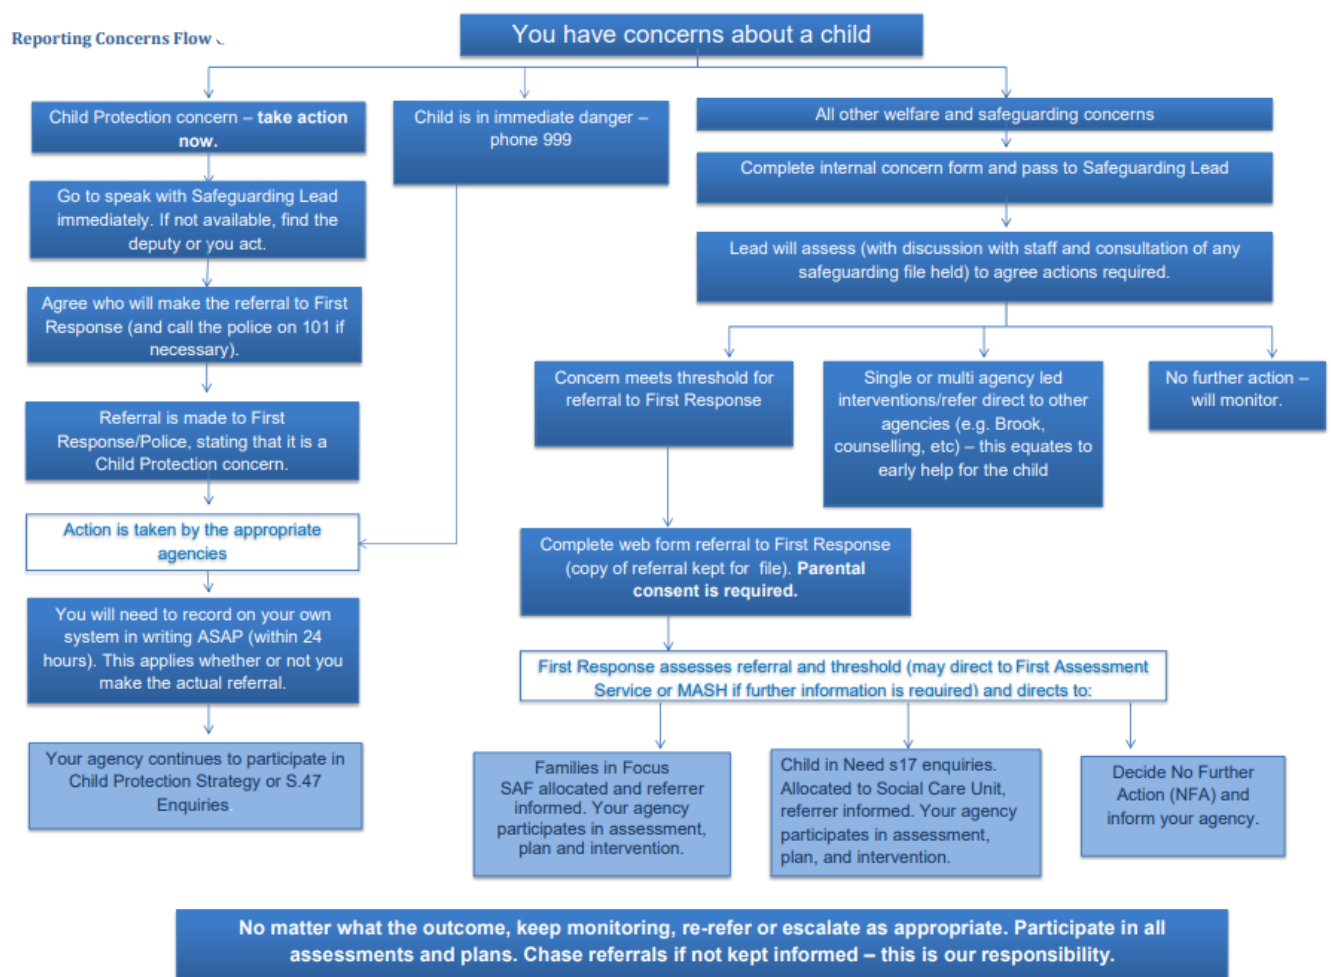 Reporting Concerns Flow
You have concerns about a child
Child Protection concern – take action
now.
Go to speak with Safeguarding Lead
immediately. If not available, find the
deputy or you act.
Agree who will make the referral to First
Response (and call the police on 101 if
necessary).
Referral is made to First
Response/Police, stating that it is a
Child Protection concern.
Action is taken by the appropriate
agencies
You will need to record on your own
system in writing ASAP (within 24
hours). This applies whether or not you
make the actual referral.
Your agency continues to participate in
Child Protection Strategy or S.47
Enquiries.
Child is in immediate danger –
phone 999
All other welfare and safeguarding concerns
Complete internal concern form and pass to Safeguarding Lead
Lead will assess (with discussion with staff and consultation of any
safeguarding file held) to agree actions required.
Concern meets threshold for
referral to First Response
Single or multi agency led
interventions/refer direct to other
agencies (e.g. Brook,
counselling, etc) – this equates to
early help for the child
No further action –
will monitor.
Complete web form referral to First Response
(copy of referral kept for file). Parental
consent is required.
First Response assesses referral and threshold (may direct to First Assessment
Service or MASH if further information is required) and directs to:
Families in Focus
SAF allocated and referrer
informed. Your agency
participates in assessment,
plan and intervention.
Child in Need s17 enquiries.
Allocated to Social Care Unit,
referrer informed. Your agency
participates in assessment,
plan, and intervention.
Decide No Further
Action (NFA) and
inform your agency.
No matter what the outcome, keep monitoring, re-refer or escalate as appropriate. Participate in all
assessments and plans. Chase referrals if not kept informed – this is our responsibility.